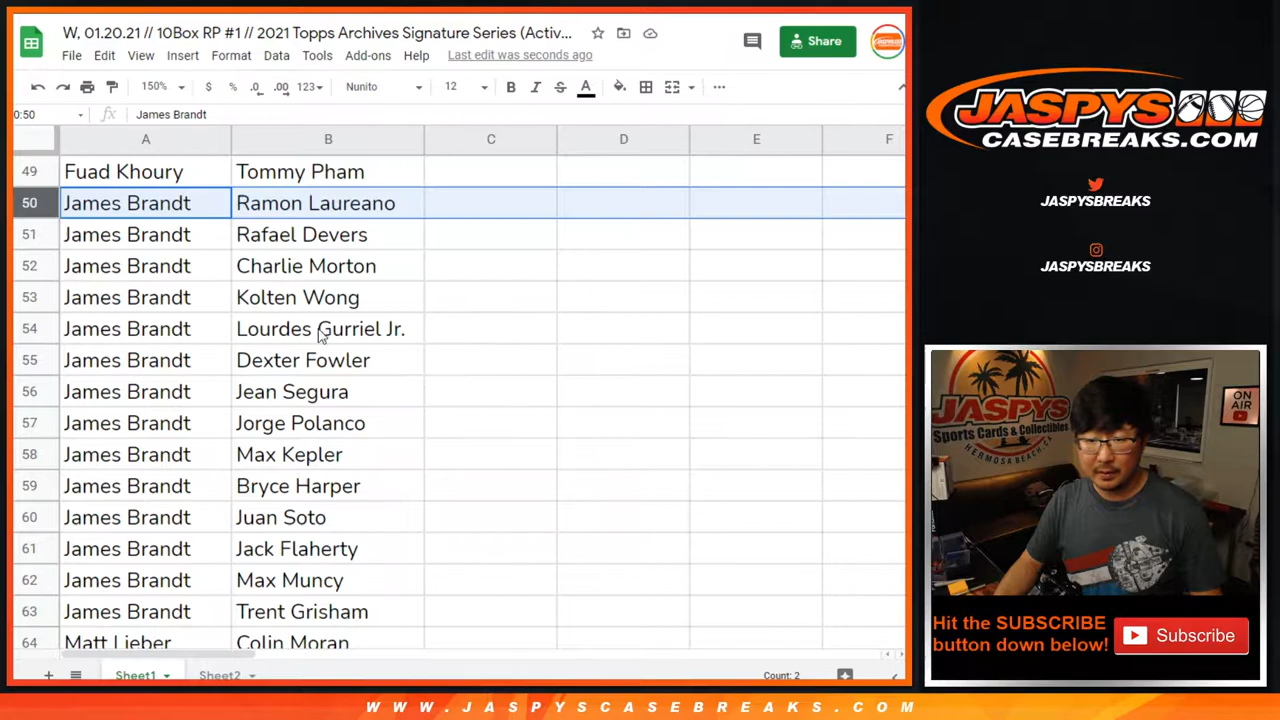 W, 01.20.21 // 10Box RP #1 // 2021 Topps Archives Signature Series (Activ...
File Edit View Insert Format Data Tools Add-ons Help Last edit was seconds ago
Share
150% $ % .0 .00 123 Nunito 12 B I S A
0:50 fx James Brandt
A B C D E F
49 Fuad Khoury Tommy Pham
50 James Brandt Ramon Laureano
51 James Brandt Rafael Devers
52 James Brandt Charlie Morton
53 James Brandt Kolten Wong
54 James Brandt Lourdes Gurriel Jr.
55 James Brandt Dexter Fowler
56 James Brandt Jean Segura
57 James Brandt Jorge Polanco
58 James Brandt Max Kepler
59 James Brandt Bryce Harper
60 James Brandt Juan Soto
61 James Brandt Jack Flaherty
62 James Brandt Max Muncy
63 James Brandt Trent Grisham
64 Matt Lieber Colin Moran
Sheet1 Sheet2 Count: 2
JASPYS
CASEBREAKS.COM
JASPYSBREAKS
JASPYSBREAKS
JASPYS
Sports Cards & Collectibles
HERMOSA BEACH, CA
ON AIR
Hit the SUBSCRIBE
button down below!
Subscribe
WWW.JASPYSCASEBREAKS.COM